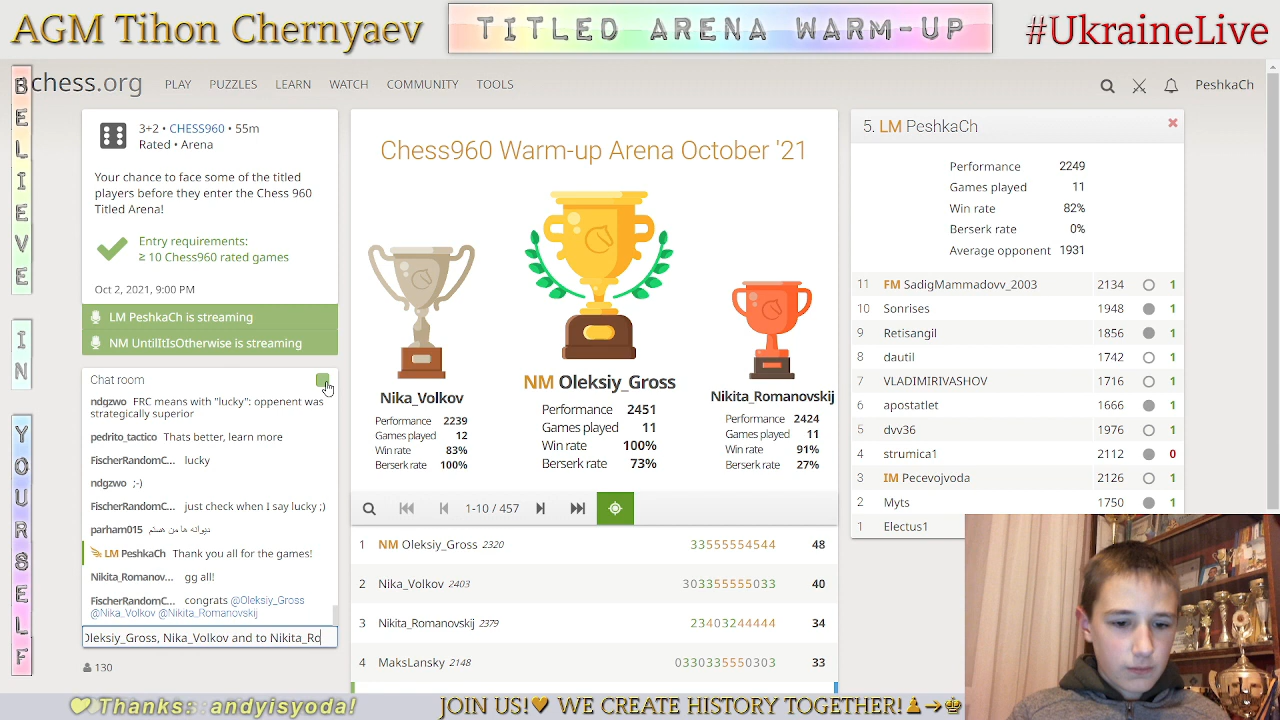 AGM Tihon Chernyaev
TITLED ARENA WARM-UP
#UkraineLive
BELIEVE
IN
YOURSELF
chess.org
PLAY PUZZLES LEARN WATCH COMMUNITY TOOLS
PeshkaCh
3+2 • CHESS960 • 55m
Rated • Arena
Your chance to face some of the titled
players before they enter the Chess 960
Titled Arena!
Entry requirements:
≥ 10 Chess960 rated games
Oct 2, 2021, 9:00 PM
LM PeshkaCh is streaming
NM UntilItIsOtherwise is streaming
Chat room
ndgzwo FRC means with "lucky": oppenent was
strategically superior
pedrito_tactico Thats better, learn more
FischerRandomC... lucky
ndgzwo ;-)
FischerRandomC... just check when I say lucky ;)
parham015 دیوانه ها من هستم
LM PeshkaCh Thank you all for the games!
Nikita_Romanov... gg all!
FischerRandomC... congrats @Oleksiy_Gross
@Nika_Volkov @Nikita_Romanovskij
Oleksiy_Gross, Nika_Volkov and to Nikita_Ro
130
Chess960 Warm-up Arena October '21
Nika_Volkov
Performance 2239
Games played 12
Win rate 83%
Berserk rate 100%
NM Oleksiy_Gross
Performance 2451
Games played 11
Win rate 100%
Berserk rate 73%
Nikita_Romanovskij
Performance 2424
Games played 11
Win rate 91%
Berserk rate 27%
1-10 / 457
1 NM Oleksiy_Gross 2320 33555554544 48
2 Nika_Volkov 2403 303355555033 40
3 Nikita_Romanovskij 2379 23403244444 34
4 MaksLansky 2148 0330335550303 33
5. LM PeshkaCh
Performance 2249
Games played 11
Win rate 82%
Berserk rate 0%
Average opponent 1931
11 FM SadigMammadovv_2003 2134 1
10 Sonrises 1948 1
9 Retisangil 1856 1
8 dautil 1742 1
7 VLADIMIRIVASHOV 1716 1
6 apostatlet 1666 1
5 dvv36 1976 1
4 strumica1 2112 0
3 IM Pecevojvoda 2126 1
2 Myts 1750 1
1 Electus1
Thanks: andyisyoda!
JOIN US!♥ WE CREATE HISTORY TOGETHER!♟→♚